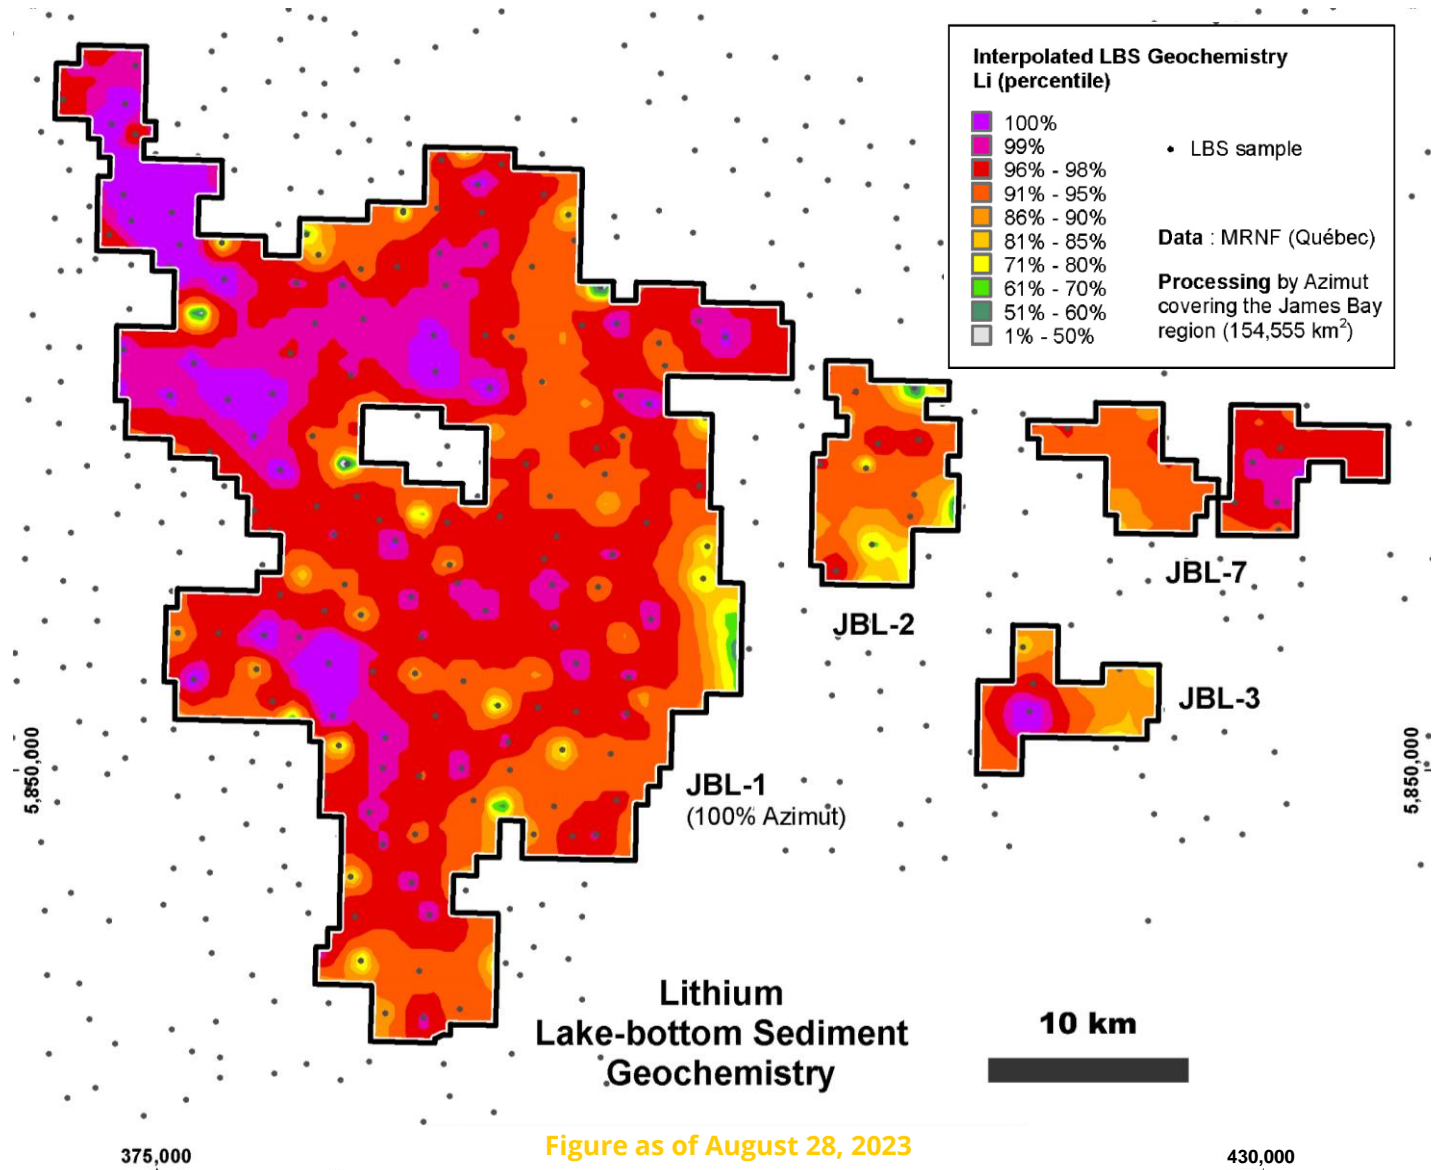 Interpolated LBS Geochemistry
Li (percentile)
100%
99%
96% - 98%
91% - 95%
86% - 90%
81% - 85%
71% - 80%
61% - 70%
51% - 60%
1% - 50%
LBS sample
Data : MRNF (Québec)
Processing by Azimut
covering the James Bay
region (154,555 km²)
JBL-7
JBL-2
JBL-3
JBL-1
(100% Azimut)
5,850,000
5,850,000
Lithium
Lake-bottom Sediment
Geochemistry
10 km
Figure as of August 28, 2023
375,000
430,000